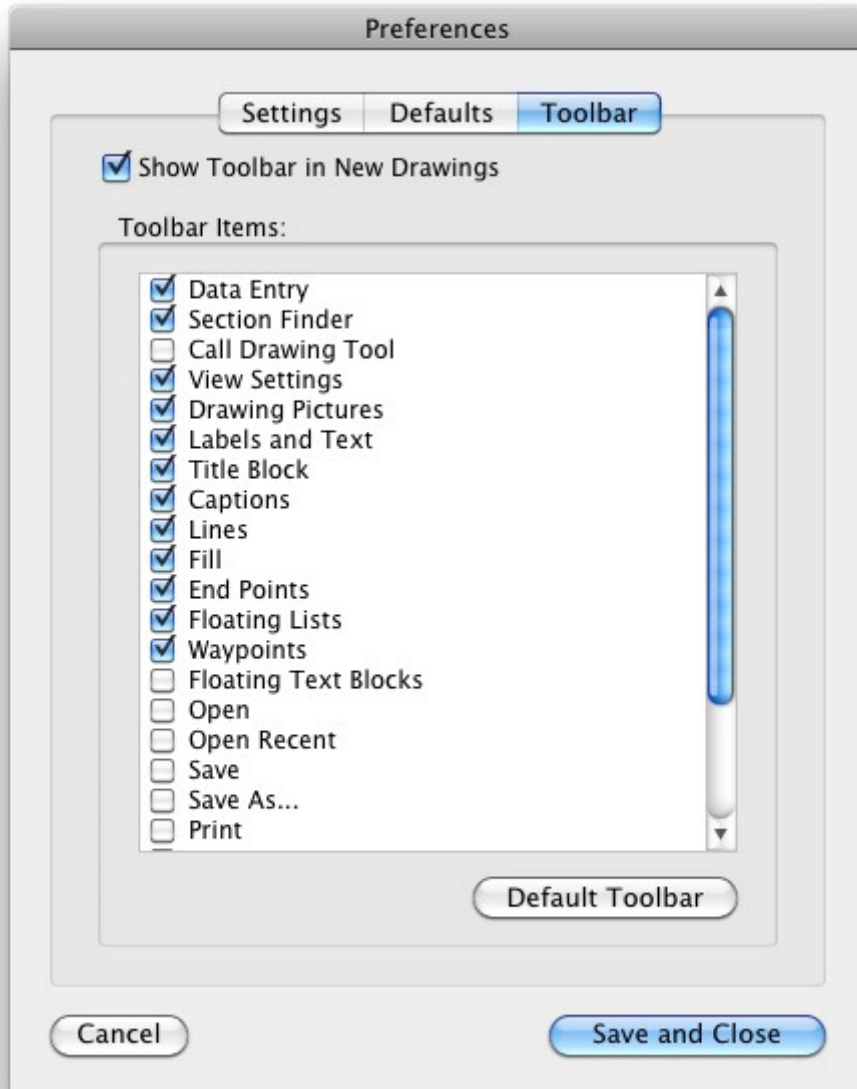 Preferences
Settings Defaults Toolbar
Show Toolbar in New Drawings
Toolbar Items:
Data Entry
Section Finder
Call Drawing Tool
View Settings
Drawing Pictures
Labels and Text
Title Block
Captions
Lines
Fill
End Points
Floating Lists
Waypoints
Floating Text Blocks
Open
Open Recent
Save
Save As...
Print
Default Toolbar
Cancel Save and Close